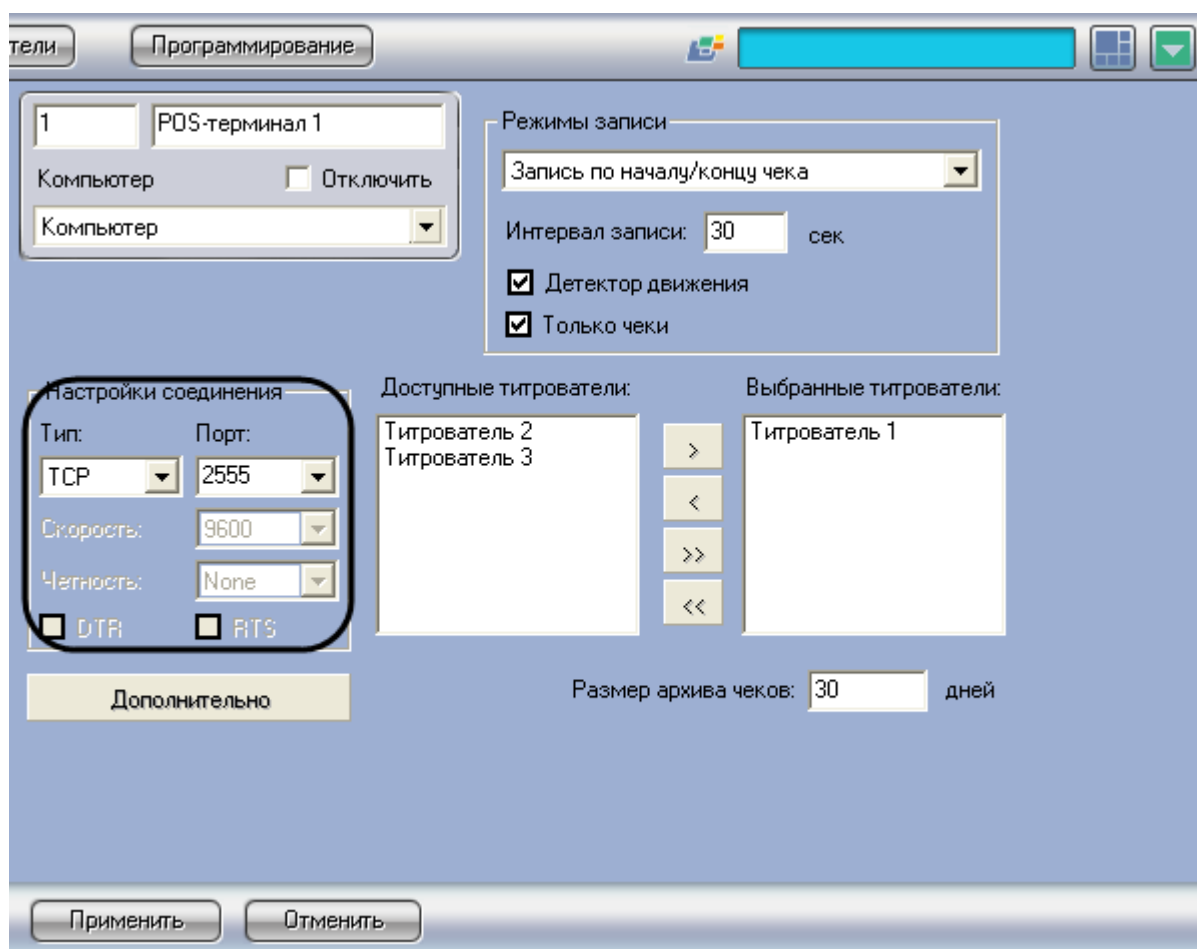 тели Программирование
1 POS-терминал 1
Компьютер Отключить
Компьютер
Режимы записи
Запись по началу/концу чека
Интервал записи: 30 сек
Детектор движения
Только чеки
Настройки соединения
Тип: Порт:
TCP 2555
Скорость: 9600
Четность: None
DTR RTS
Дополнительно
Доступные титрователи:
Титрователь 2
Титрователь 3
>
<
>>
<<
Выбранные титрователи:
Титрователь 1
Размер архива чеков: 30 дней
Применить Отменить